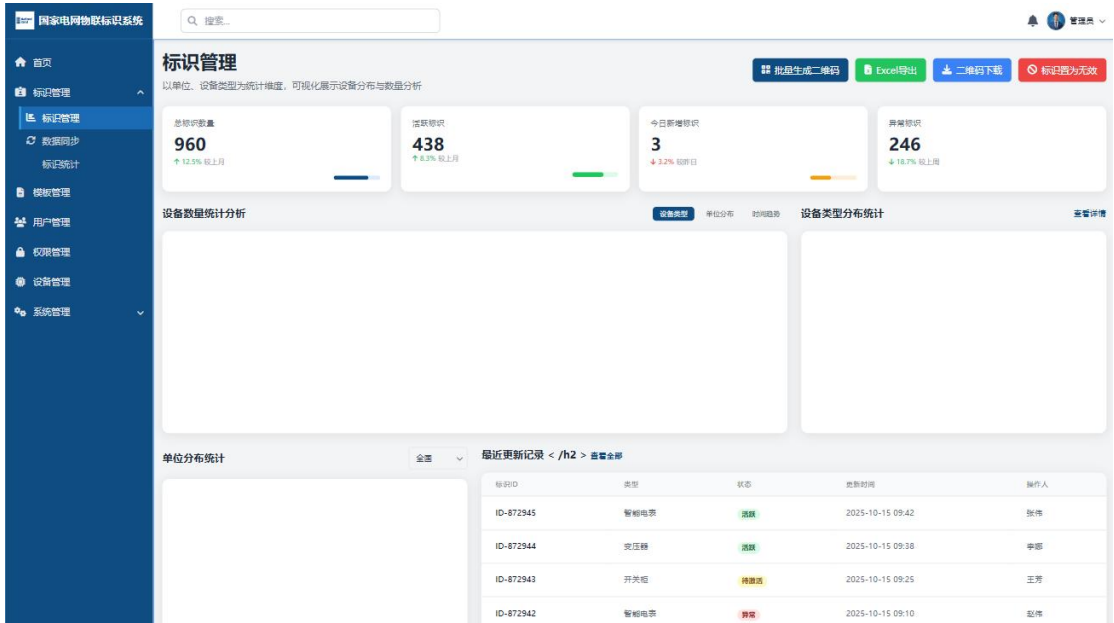 国家电网物联标识系统
搜索...
管理员
首页
标识管理
标识管理
数据同步
标识统计
模板管理
用户管理
权限管理
设备管理
系统管理
标识管理
以单位、设备类型为统计维度，可视化展示设备分布与数量分析
批量生成二维码
Excel导出
二维码下载
标识置为无效
总标识数量
960
↑ 12.5% 较上月
活跃标识
438
↑ 8.3% 较上月
今日新增标识
3
↓ 3.2% 较昨日
异常标识
246
↓ 18.7% 较上周
设备数量统计分析
设备类型 单位分布 时间趋势
设备类型分布统计
查看详情
单位分布统计
全国
最近更新记录 < /h2 > 查看全部
标识ID 类型 状态 更新时间 操作人
ID-872945 智能电表 活跃 2025-10-15 09:42 张伟
ID-872944 变压器 活跃 2025-10-15 09:38 李娜
ID-872943 开关柜 待激活 2025-10-15 09:25 王芳
ID-872942 智能电表 异常 2025-10-15 09:10 赵伟